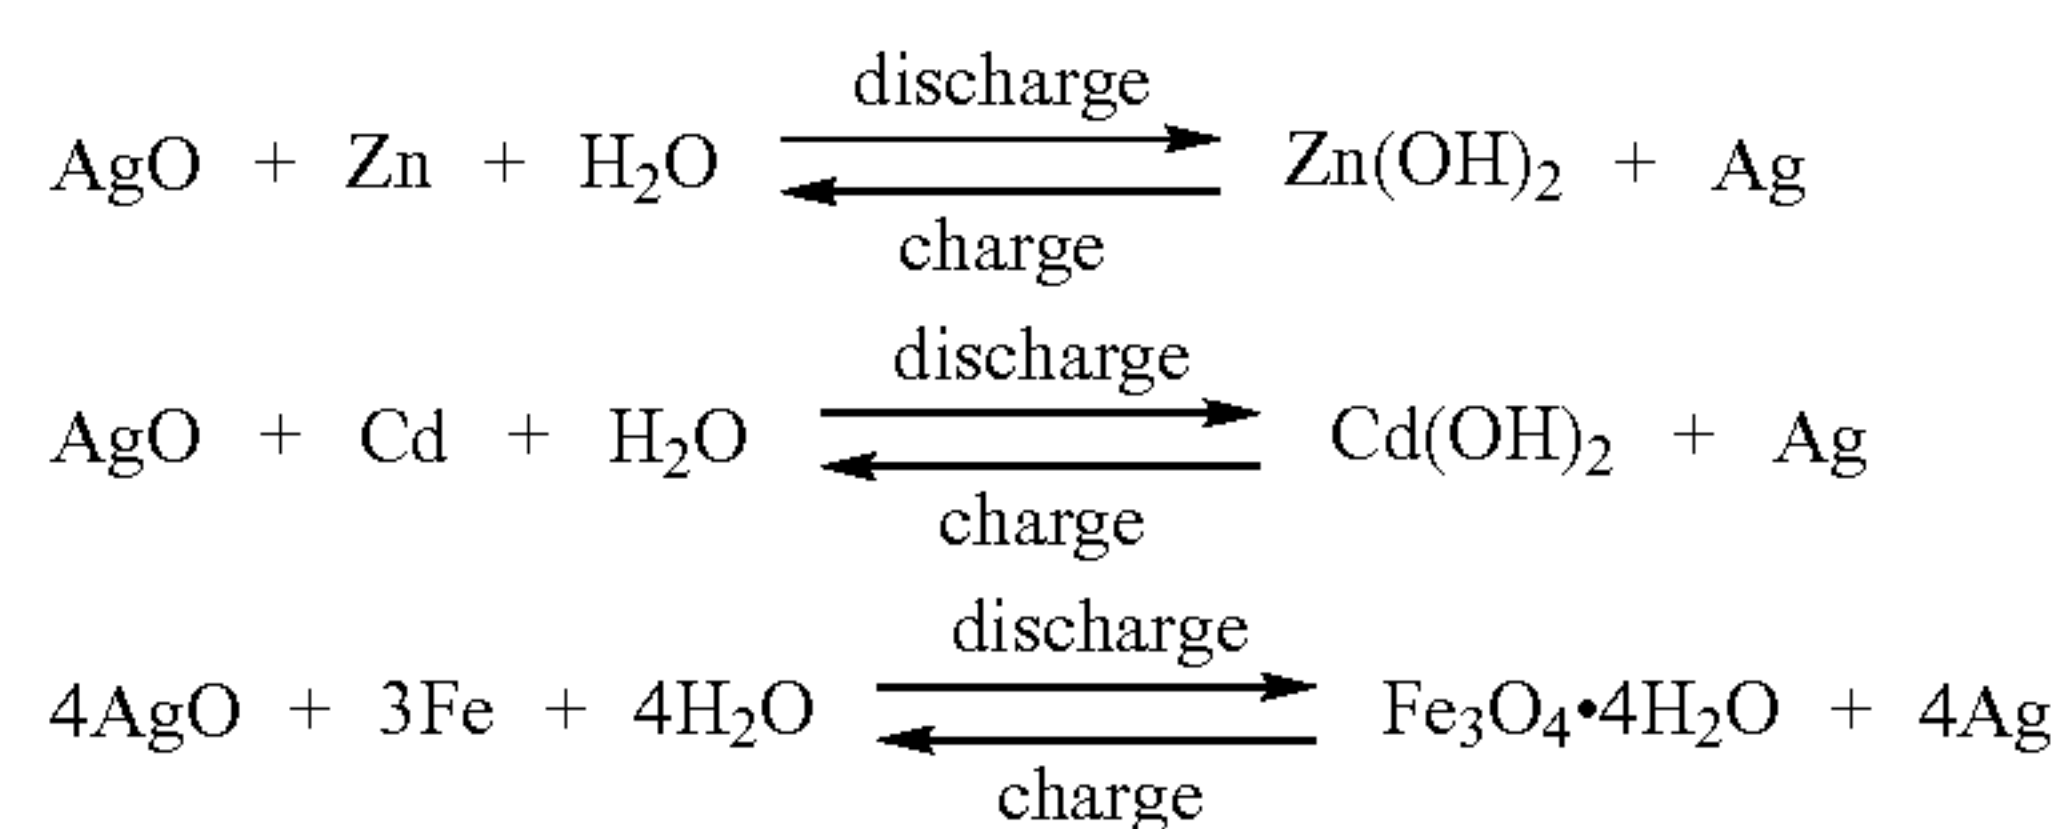 discharge
AgO + Zn + H₂O ⇌ Zn(OH)₂ + Ag
charge
discharge
AgO + Cd + H₂O ⇌ Cd(OH)₂ + Ag
charge
discharge
4AgO + 3Fe + 4H₂O ⇌ Fe₃O₄•4H₂O + 4Ag
charge